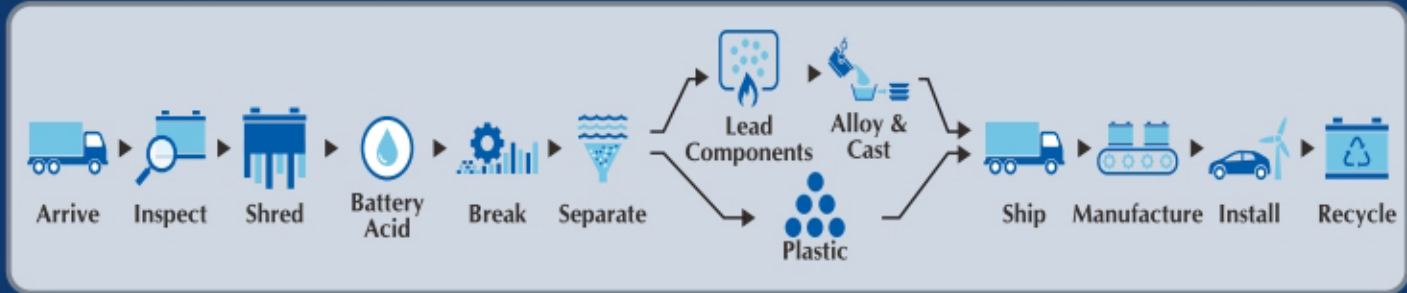 Arrive
Inspect
Shred
Battery
Acid
Break
Separate
Lead
Components
Alloy &
Cast
Plastic
Ship
Manufacture
Install
Recycle